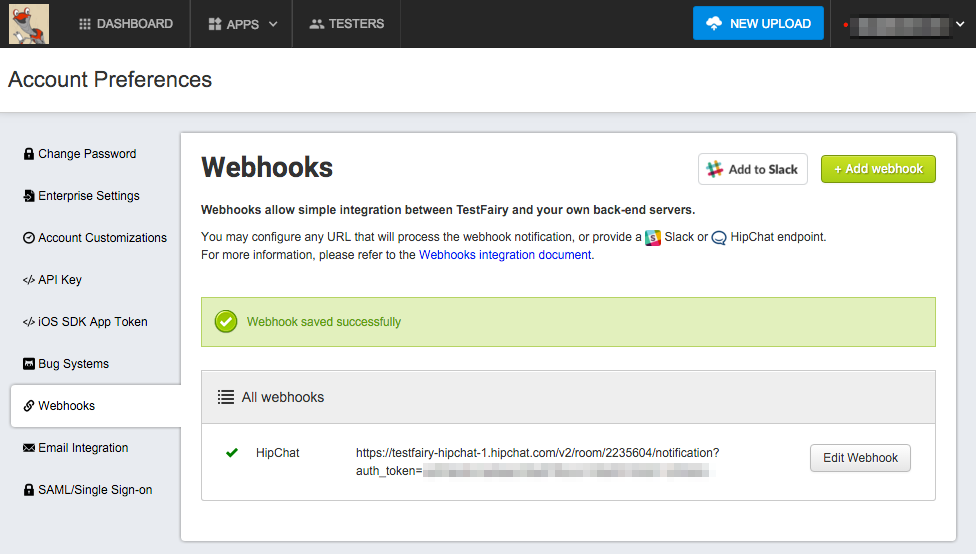 DASHBOARD
APPS
TESTERS
NEW UPLOAD
Account Preferences
Change Password
Enterprise Settings
Account Customizations
</> API Key
</> iOS SDK App Token
Bug Systems
Webhooks
Email Integration
SAML/Single Sign-on
Webhooks
Add to Slack
+ Add webhook
Webhooks allow simple integration between TestFairy and your own back-end servers.
You may configure any URL that will process the webhook notification, or provide a Slack or HipChat endpoint.
For more information, please refer to the Webhooks integration document.
Webhook saved successfully
All webhooks
HipChat
https://testfairy-hipchat-1.hipchat.com/v2/room/2235604/notification?
auth_token=
Edit Webhook